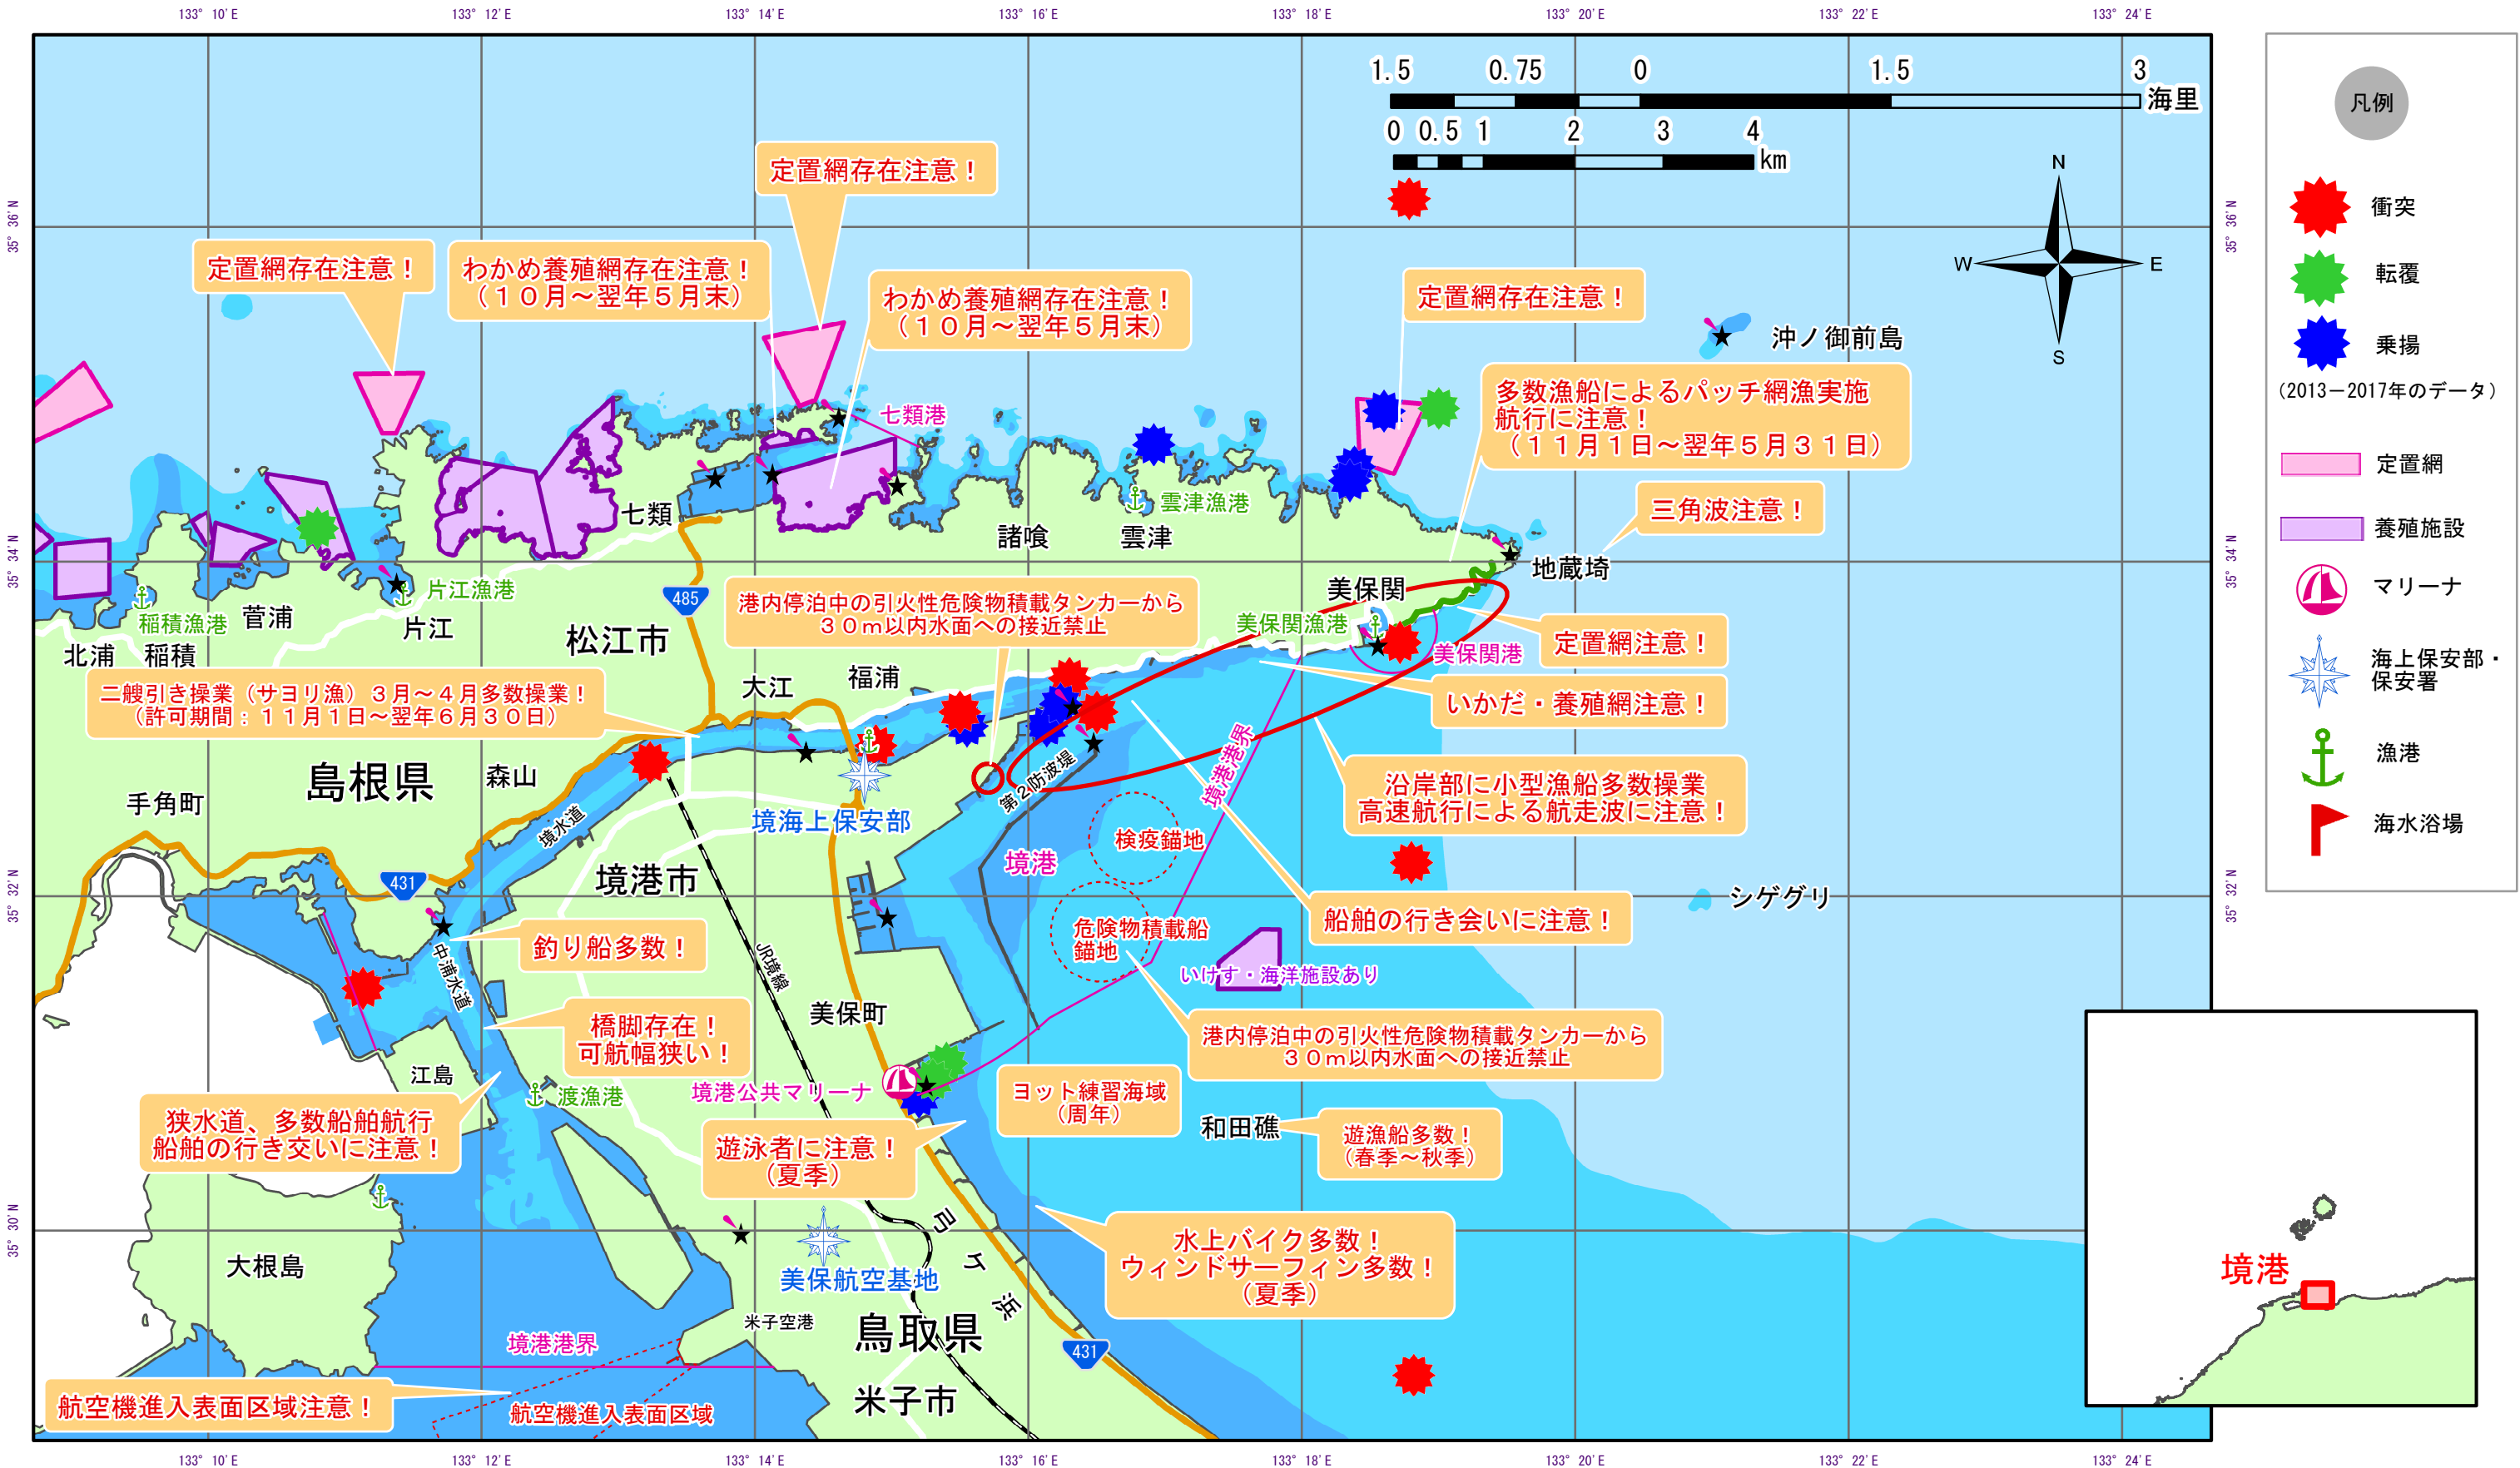 133° 10′E
133° 12′E
133° 14′E
133° 16′E
133° 18′E
133° 20′E
133° 22′E
133° 24′E
1.5
0.75
0
1.5
3
海里
0
0.5
1
2
3
4
km
N
W
E
S
35° 36′N
35° 34′N
35° 32′N
35° 30′N
35° 36′N
35° 34′N
35° 32′N
定置網存在注意！
定置網存在注意！
わかめ養殖網存在注意！
（１０月～翌年５月末）
わかめ養殖網存在注意！
（１０月～翌年５月末）
定置網存在注意！
沖ノ御前島
多数漁船によるパッチ網漁実施
航行に注意！
（１１月１日～翌年５月３１日）
三角波注意！
七類港
七類
雲津漁港
諸喰
雲津
地蔵埼
美保関
美保関漁港
美保関港
定置網注意！
いかだ・養殖網注意！
片江漁港
稲積漁港
菅浦
片江
北浦
稲積
松江市
485
港内停泊中の引火性危険物積載タンカーから
３０ｍ以内水面への接近禁止
二艘引き操業（サヨリ漁）３月～４月多数操業！
（許可期間：１１月１日～翌年６月３０日）
大江
福浦
島根県
森山
手角町
境水道
境海上保安部
第２防波堤
境港港界
沿岸部に小型漁船多数操業
高速航行による航走波に注意！
検疫錨地
境港
境港市
431
シゲグリ
船舶の行き会いに注意！
危険物積載船
錨地
いけす・海洋施設あり
釣り船多数！
中浦水道
JR境線
橋脚存在！
可航幅狭い！
美保町
港内停泊中の引火性危険物積載タンカーから
３０ｍ以内水面への接近禁止
江島
渡漁港
境港公共マリーナ
ヨット練習海域
（周年）
狭水道、多数船舶航行
船舶の行き交いに注意！
遊泳者に注意！
（夏季）
和田礁
遊漁船多数！
（春季～秋季）
大根島
美保航空基地
弓ヶ浜
水上バイク多数！
ウィンドサーフィン多数！
（夏季）
米子空港
鳥取県
境港港界
431
米子市
航空機進入表面区域注意！
航空機進入表面区域
133° 10′E
133° 12′E
133° 14′E
133° 16′E
133° 18′E
133° 20′E
133° 22′E
133° 24′E
凡例
衝突
転覆
乗揚
（2013－2017年のデータ）
定置網
養殖施設
マリーナ
海上保安部・
保安署
漁港
海水浴場
境港